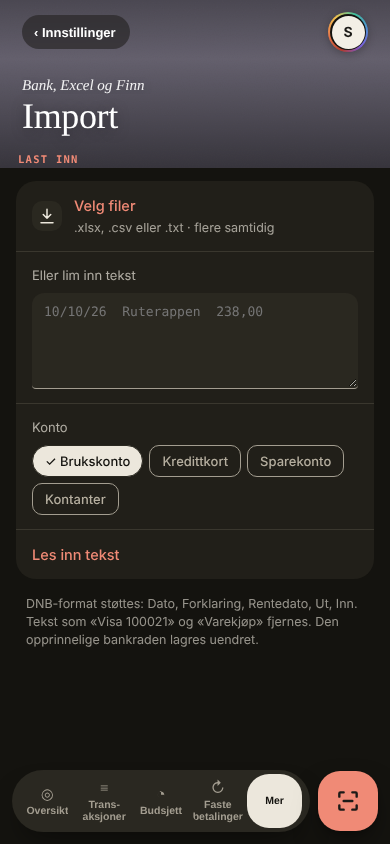 ‹ Innstillinger
S
Bank, Excel og Finn
Import
LAST INN
Velg filer
.xlsx, .csv eller .txt · flere samtidig
Eller lim inn tekst
10/10/26 Ruterappen 238,00
Konto
✓ Brukskonto
Kredittkort
Sparekonto
Kontanter
Les inn tekst
DNB-format støttes: Dato, Forklaring, Rentedato, Ut, Inn.
Tekst som «Visa 100021» og «Varekjøp» fjernes. Den
opprinnelige bankraden lagres uendret.
Oversikt
Trans-
aksjoner
Budsjett
Faste
betalinger
Mer